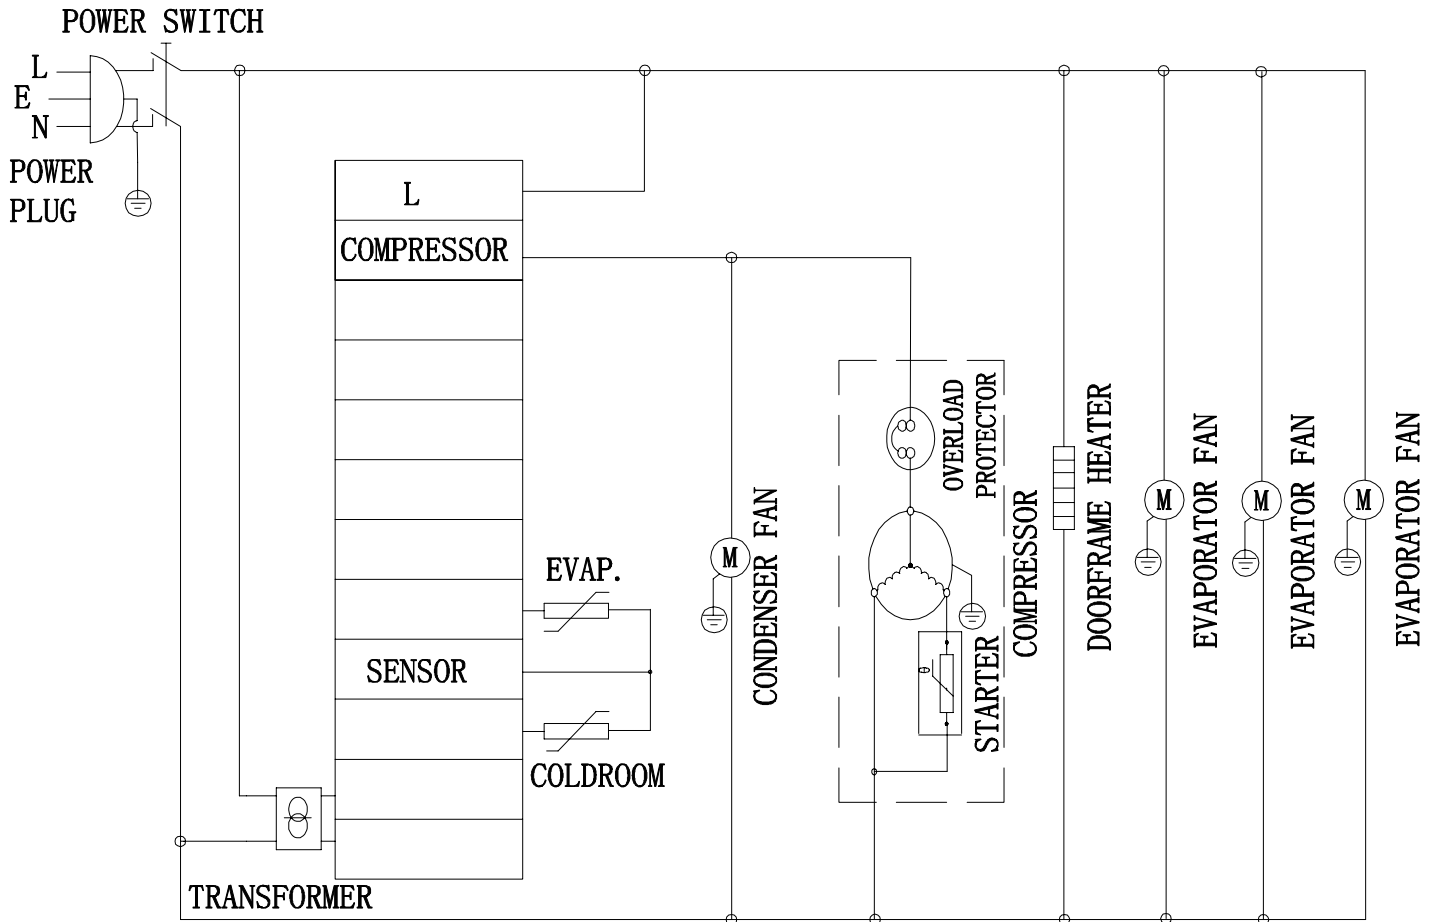 POWER SWITCH
L
E
N
POWER
PLUG
L
COMPRESSOR
EVAP.
SENSOR
COLDROOM
TRANSFORMER
M
CONDENSER FAN
OVERLOAD
PROTECTOR
θ
STARTER
COMPRESSOR
DOORFRAME HEATER
M
EVAPORATOR FAN
M
EVAPORATOR FAN
M
EVAPORATOR FAN